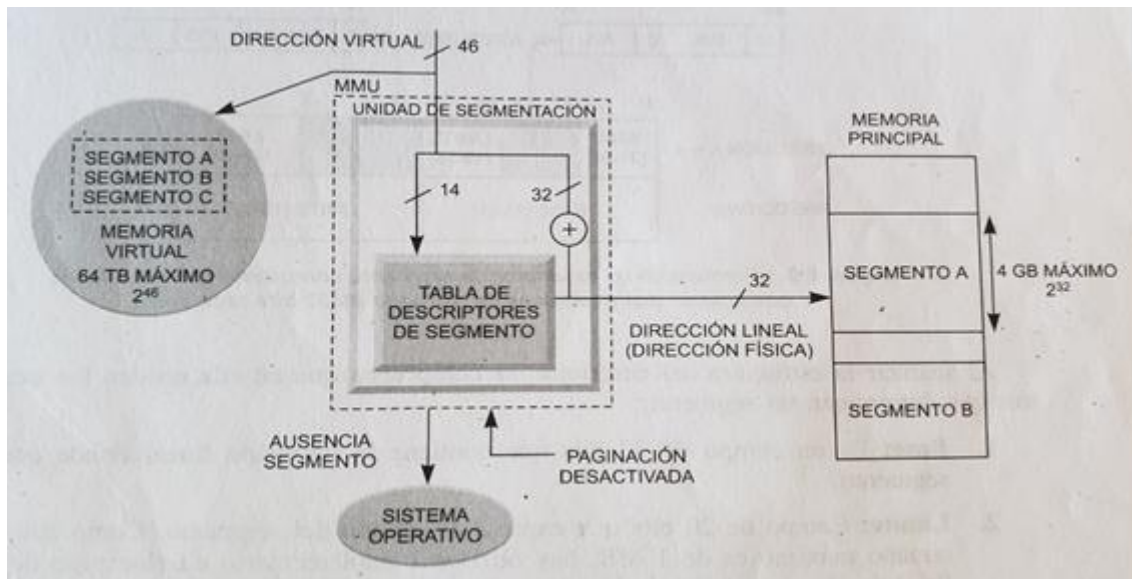 DIRECCIÓN VIRTUAL
46
MMU
UNIDAD DE SEGMENTACIÓN
SEGMENTO A
SEGMENTO B
SEGMENTO C
MEMORIA
VIRTUAL
64 TB MÁXIMO
2⁴⁶
14
32
+
TABLA DE
DESCRIPTORES
DE SEGMENTO
32
DIRECCIÓN LINEAL
(DIRECCIÓN FÍSICA)
MEMORIA
PRINCIPAL
SEGMENTO A
4 GB MÁXIMO
2³²
SEGMENTO B
AUSENCIA
SEGMENTO
PAGINACIÓN
DESACTIVADA
SISTEMA
OPERATIVO